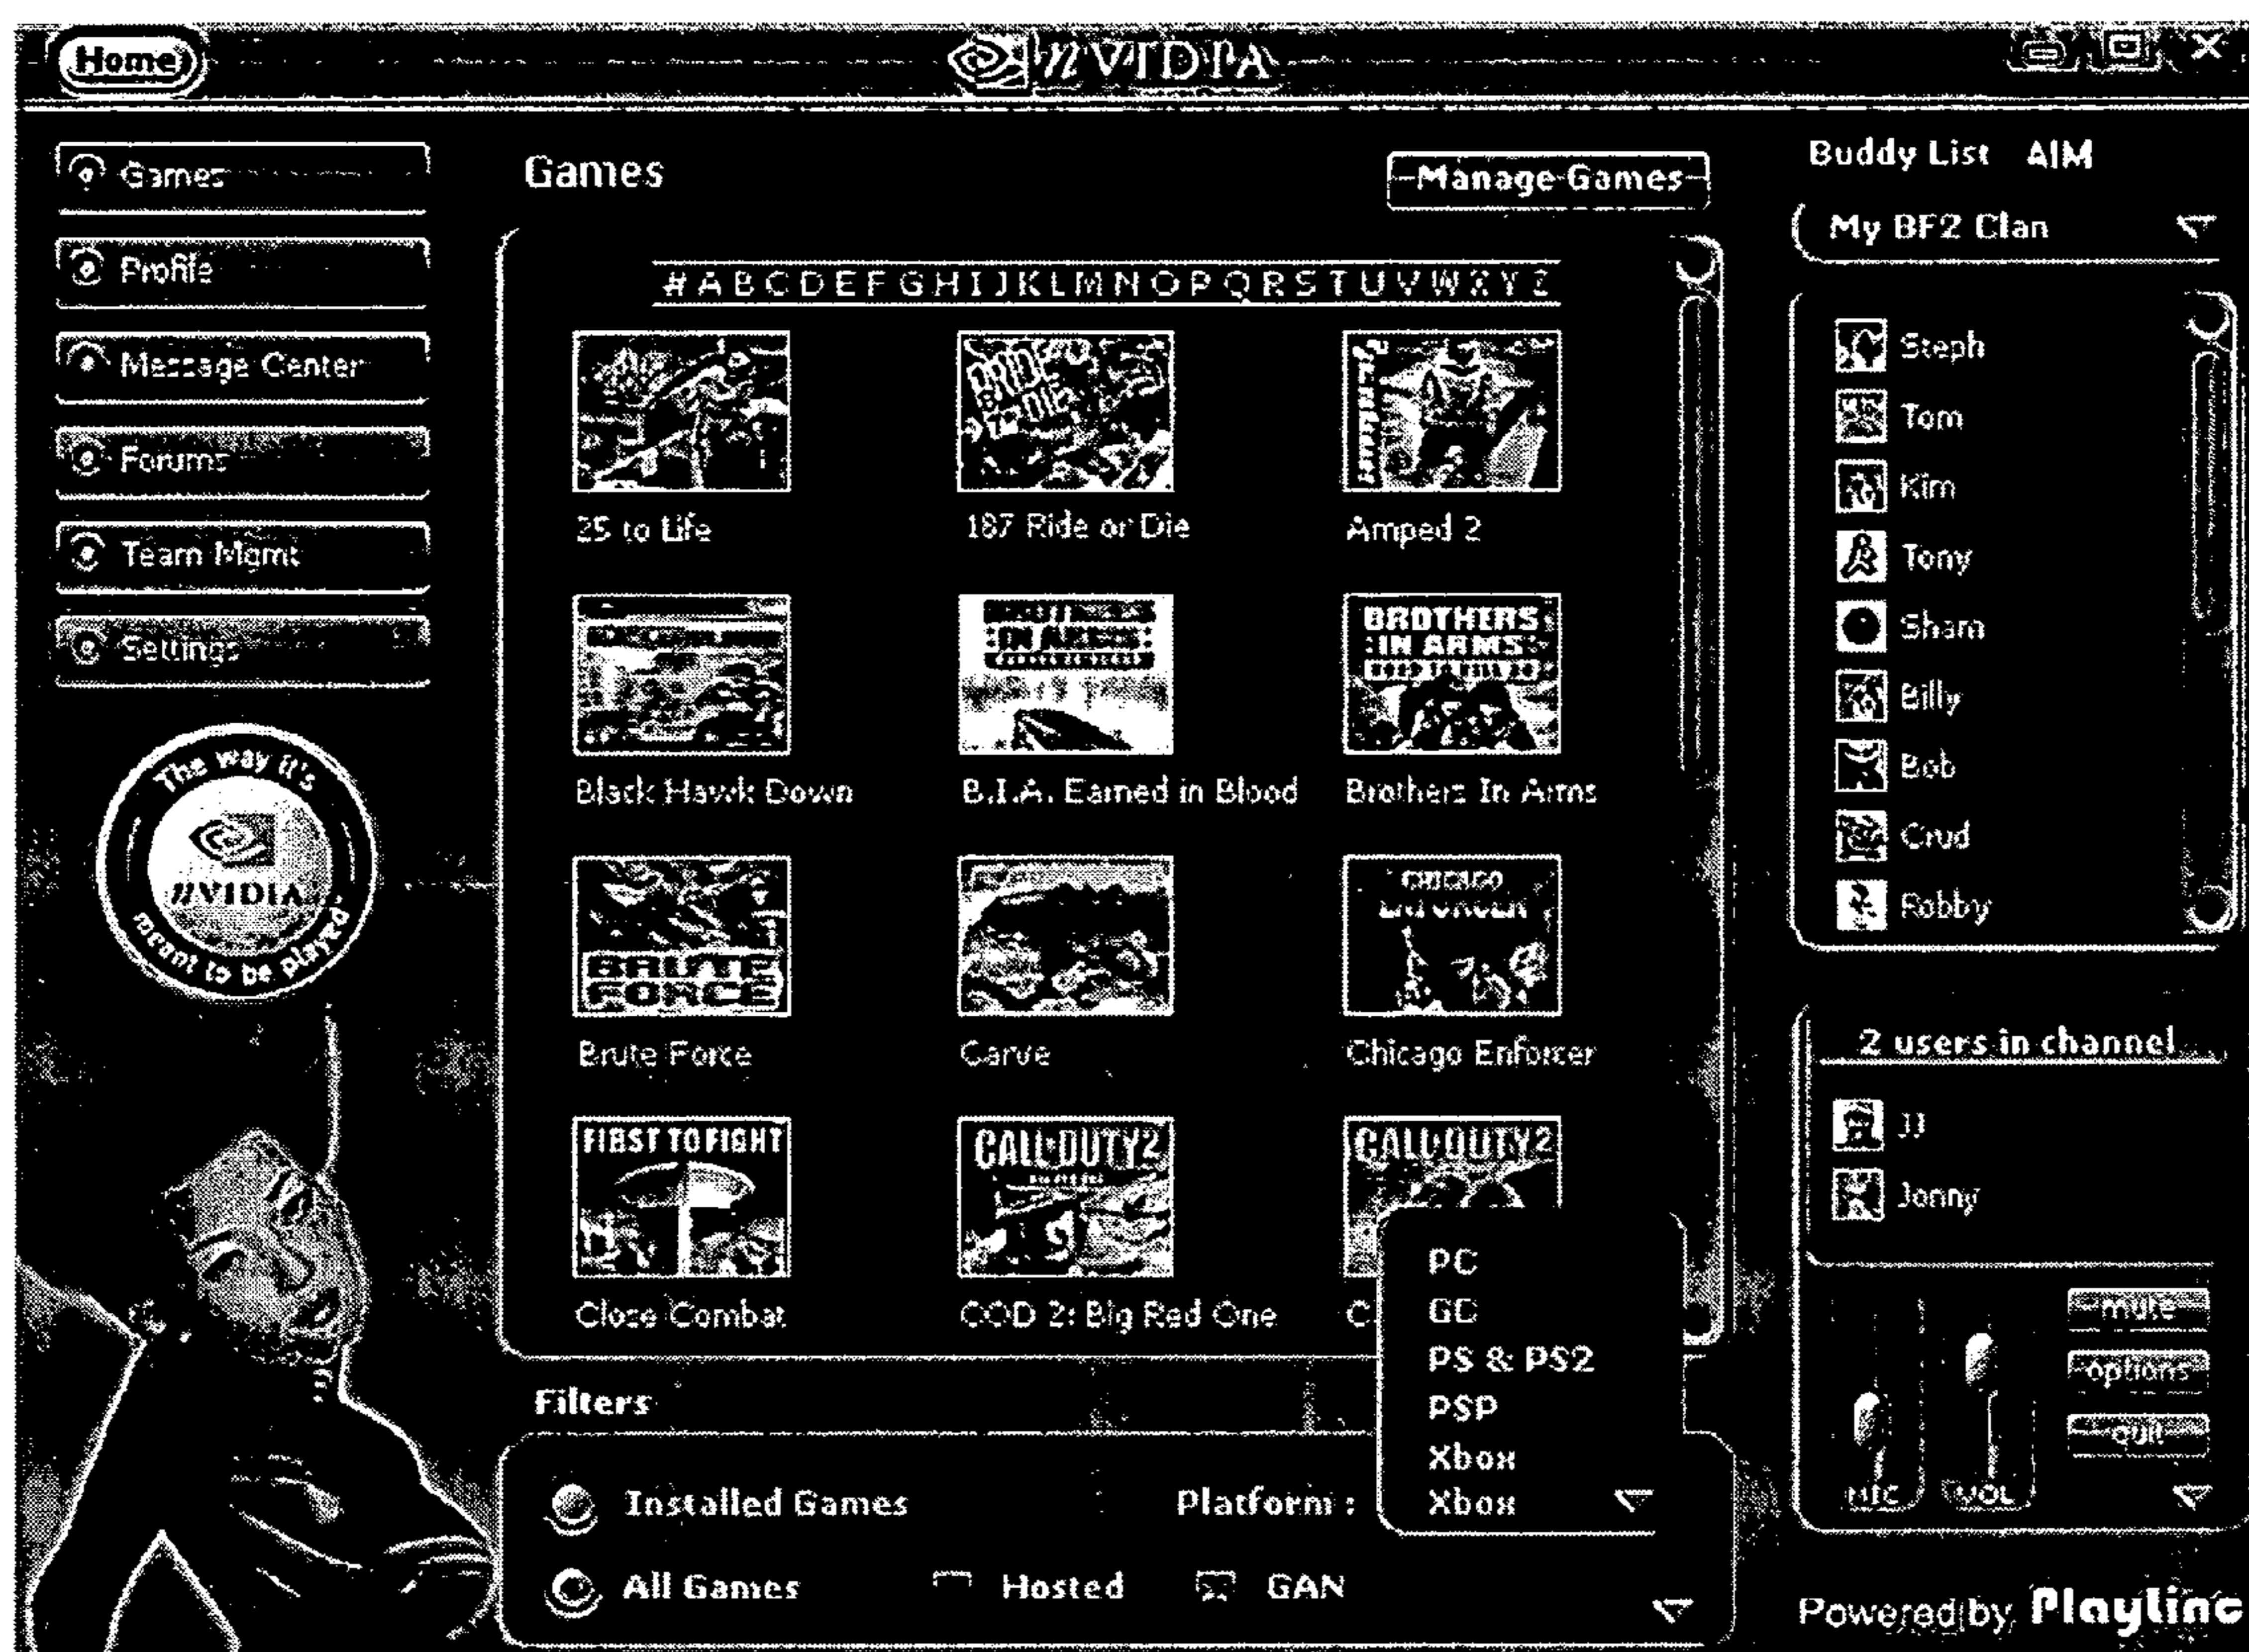 Home
nVIDIA
Games
Profile
Message Center
Forums
Team Mgmt
Settings
The way it's
nVIDIA
meant to be played
Games
Manage Games
# A B C D E F G H I J K L M N O P Q R S T U V W X Y Z
25 to Life
187 Ride or Die
Amped 2
BROTHERS
IN ARMS
Black Hawk Down
B.I.A. Earned in Blood
Brothers In Arms
BRUTE
FORCE
CHICAGO
ENFORCER
Brute Force
Carve
Chicago Enforcer
FIRST TO FIGHT
CALL OF DUTY 2
CALL OF DUTY 2
Close Combat
COD 2: Big Red One
C
Filters
Installed Games
All Games
Hosted
GAN
Platform :
PC
GC
PS & PS2
PSP
Xbox
Xbox
Buddy List AIM
My BF2 Clan
Steph
Tom
Kim
Tony
Sham
Billy
Bob
Crud
Robby
2 users in channel
JJ
Jonny
mute
options
quit
MIC
VOL
Powered by Playlinc